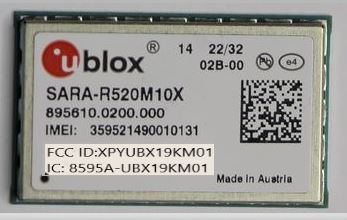 ublox® 14 22/32
02B-00 Pb e4
SARA-R520M10X
895610.0200.000
IMEI: 359521490010131
FCC ID:XPYUBX19KM01
IC: 8595A-UBX19KM01
Made in Austria